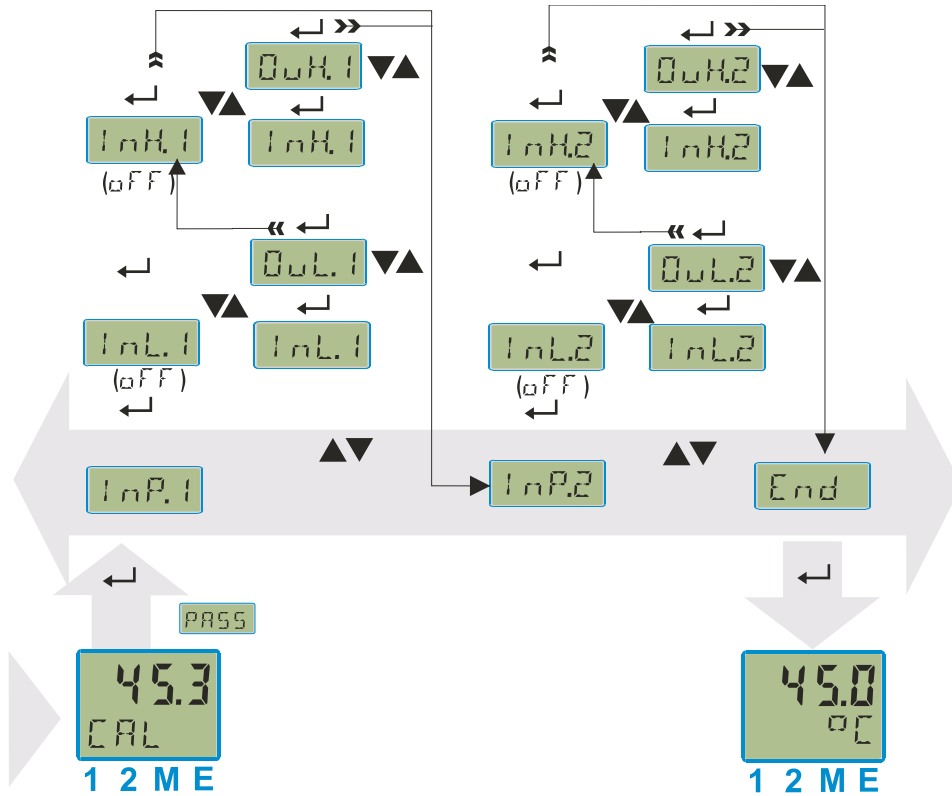 OuH.1
OuH.2
InH.1
InH.1
InH.2
InH.2
(oFF)
(oFF)
OuL.1
OuL.2
InL.1
InL.1
InL.2
InL.2
(oFF)
(oFF)
InP.1
InP.2
End
PASS
45.3
CAL
1 2 M E
45.0
°C
1 2 M E